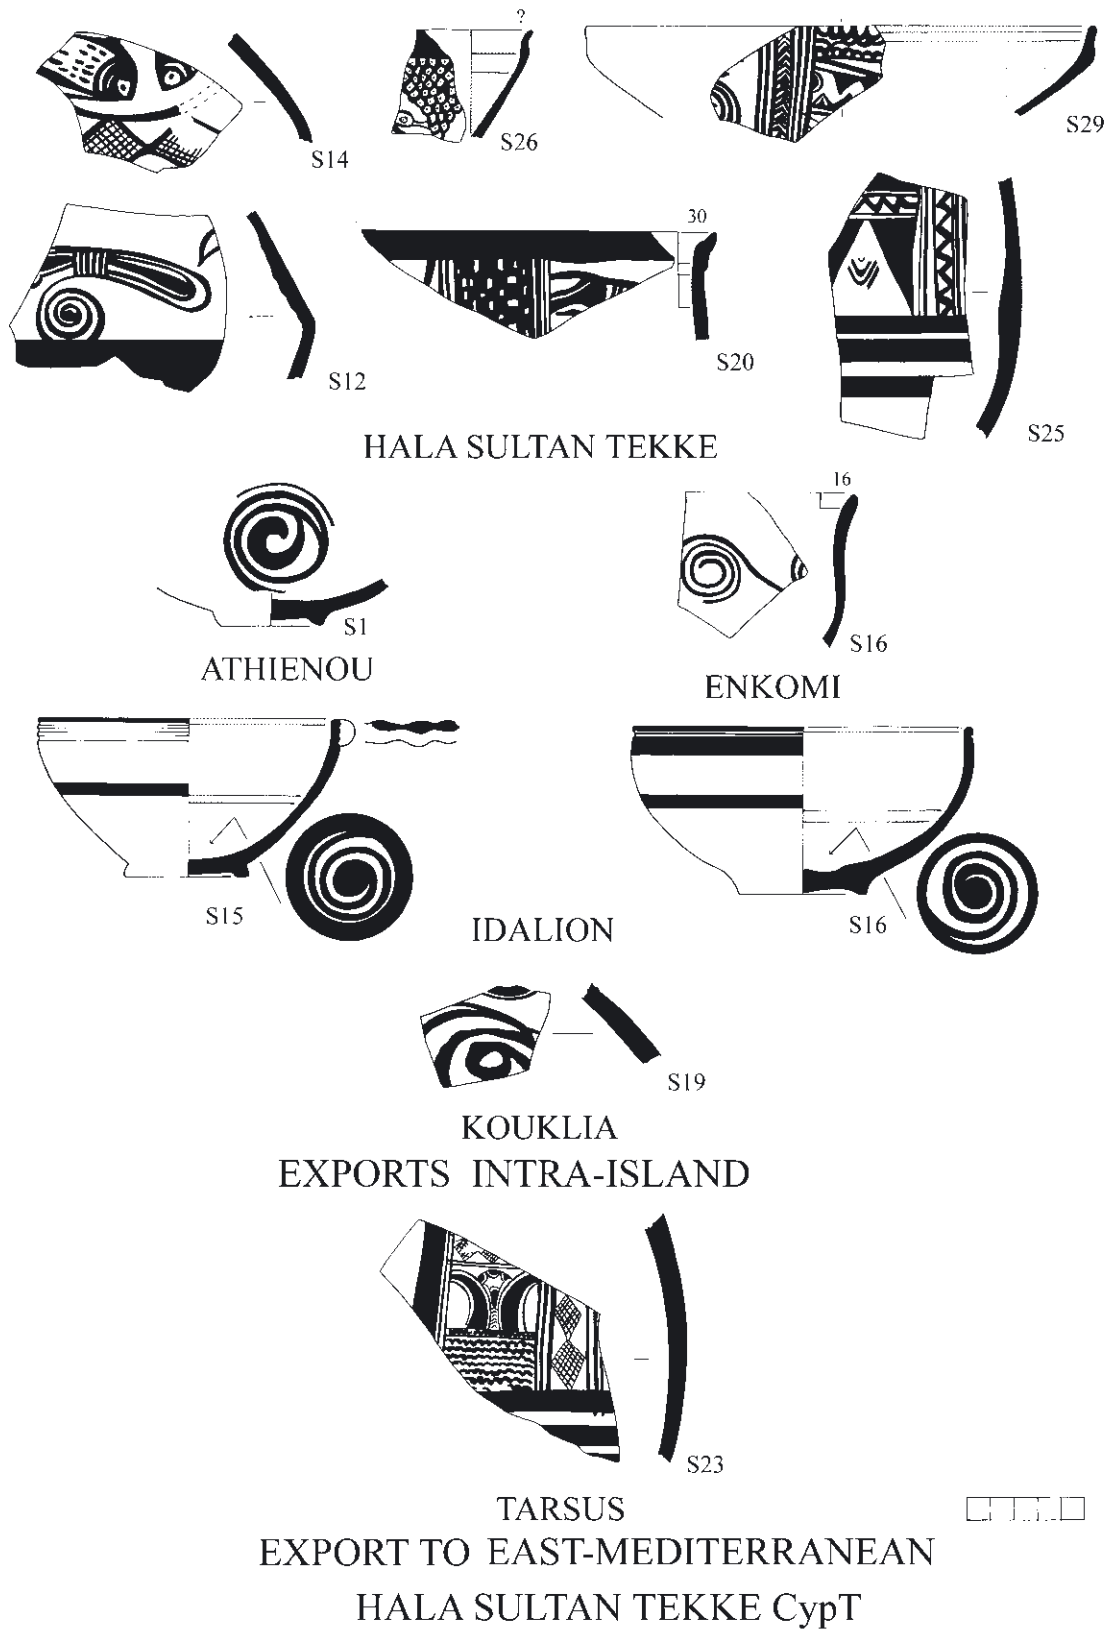 ?
S14
S26
S29
30
S12
S20
S25
HALA SULTAN TEKKE
16
S1
S16
ATHIENOU
ENKOMI
S15
S16
IDALION
S19
KOUKLIA
EXPORTS INTRA-ISLAND
S23
TARSUS
EXPORT TO EAST-MEDITERRANEAN
HALA SULTAN TEKKE CypT